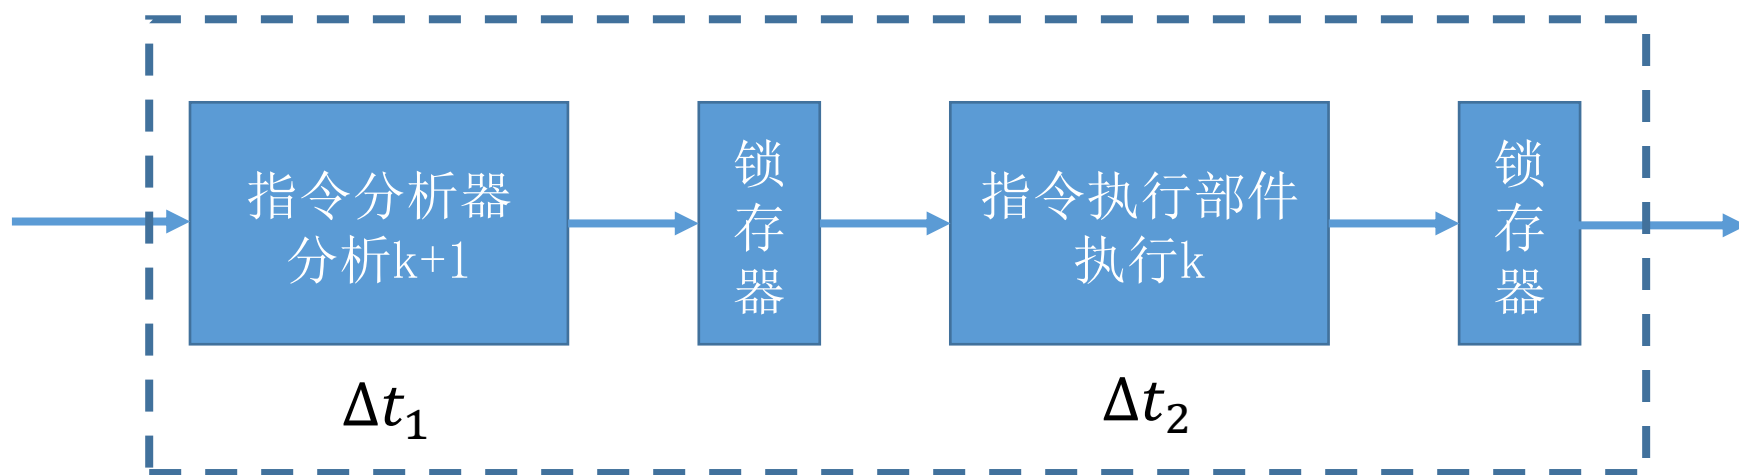 指令分析器
分析k+1
锁存器
指令执行部件
执行k
锁存器
Δt₁
Δt₂